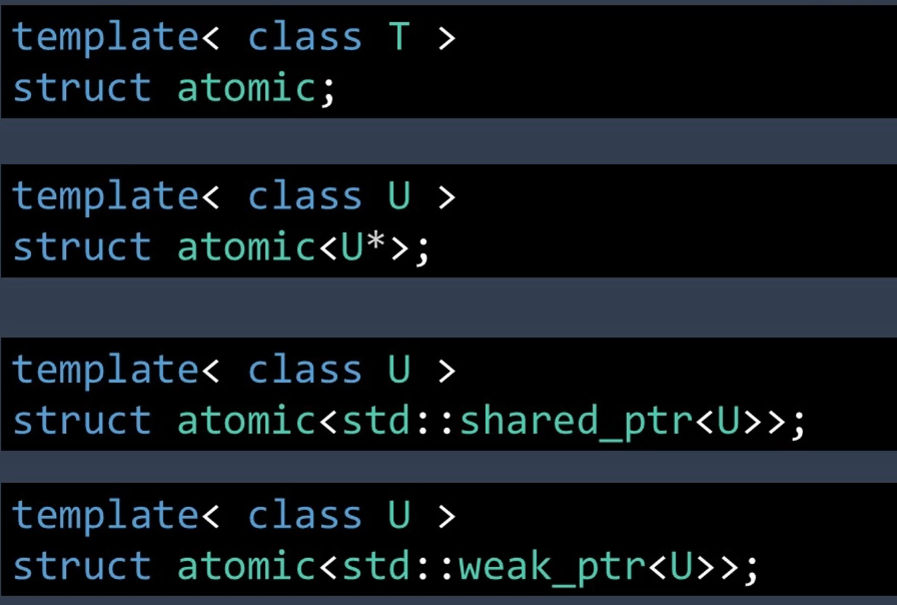 template< class T >
struct atomic;
template< class U >
struct atomic<U*>;
template< class U >
struct atomic<std::shared_ptr<U>>;
template< class U >
struct atomic<std::weak_ptr<U>>;